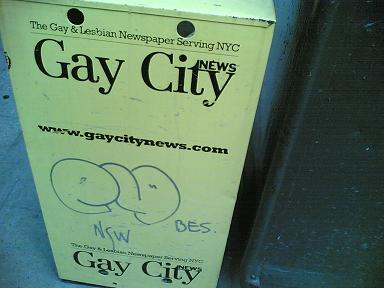 The Gay & Lesbian Newspaper Serving NYC
Gay City
NEWS
www.gaycitynews.com
NSW
BES.
The Gay & Lesbian Newspaper Serving NYC
Gay City
NEWS